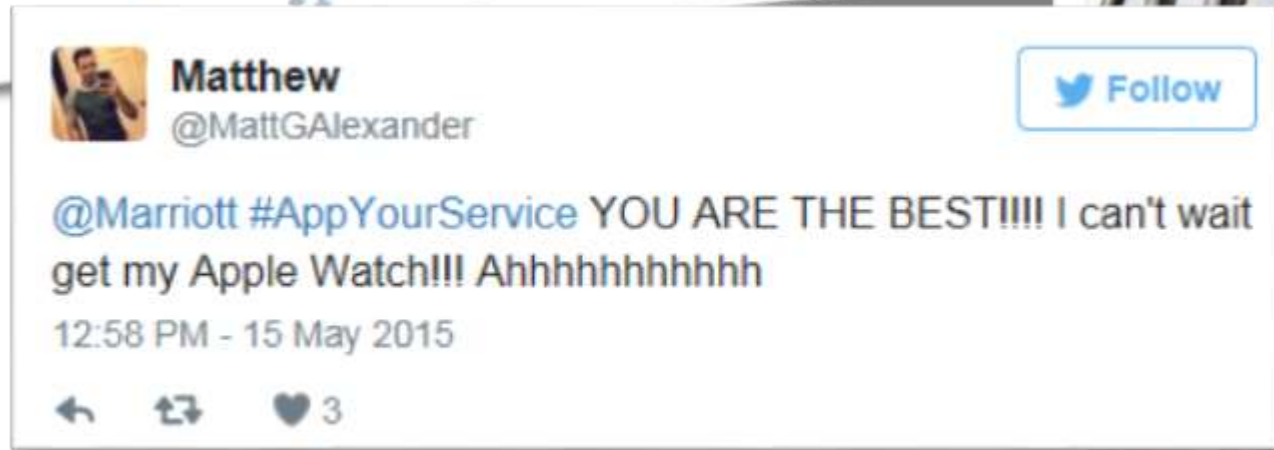 Matthew
@MattGAlexander
Follow
@Marriott #AppYourService YOU ARE THE BEST!!!! I can't wait
get my Apple Watch!!! Ahhhhhhhhhhh
12:58 PM - 15 May 2015
3